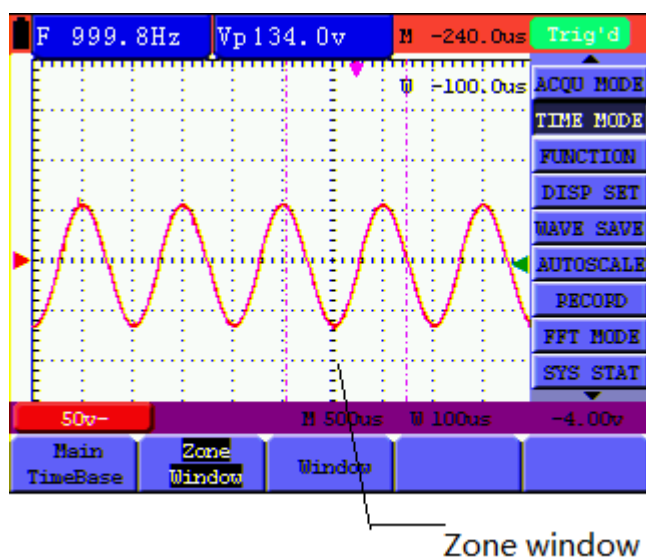 F 999.8Hz Vp134.0v M -240.0us Trig'd
W -100.0us
ACQU MODE
TIME MODE
FUNCTION
DISP SET
WAVE SAVE
AUTOSCALE
RECORD
FFT MODE
SYS STAT
50v~ M 500us W 100us -4.00v
Main
TimeBase
Zone
Window
Window
Zone window